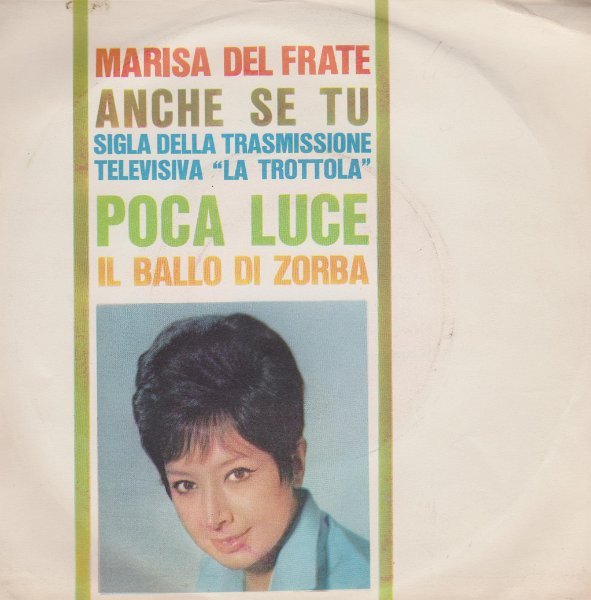 MARISA DEL FRATE
ANCHE SE TU
SIGLA DELLA TRASMISSIONE
TELEVISIVA “LA TROTTOLA”
POCA LUCE
IL BALLO DI ZORBA